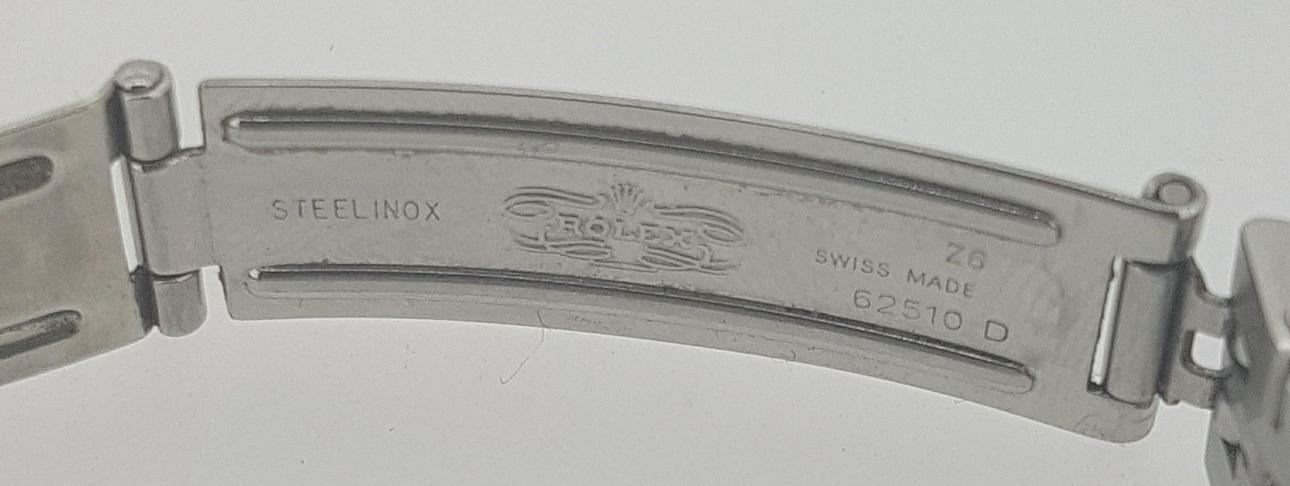 STEELINOX
ROLEX
Z6
SWISS MADE
62510 D